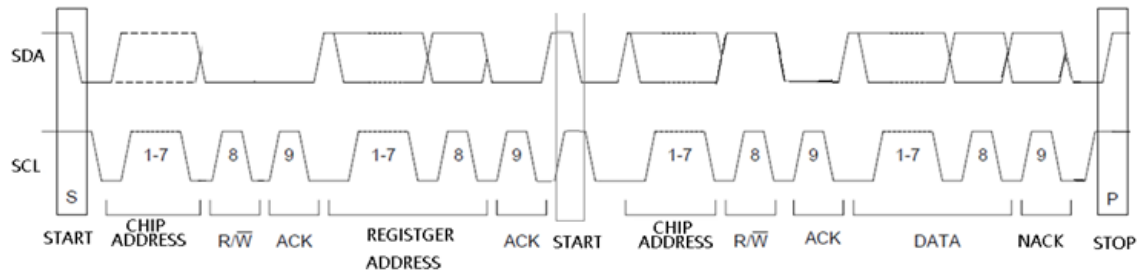 SDA
SCL
1-7 8 9 1-7 8 9 1-7 8 9 1-7 8 9
S P
START CHIP ADDRESS R/W̅ ACK REGISTGER ADDRESS ACK START CHIP ADDRESS R/W̅ ACK DATA NACK STOP